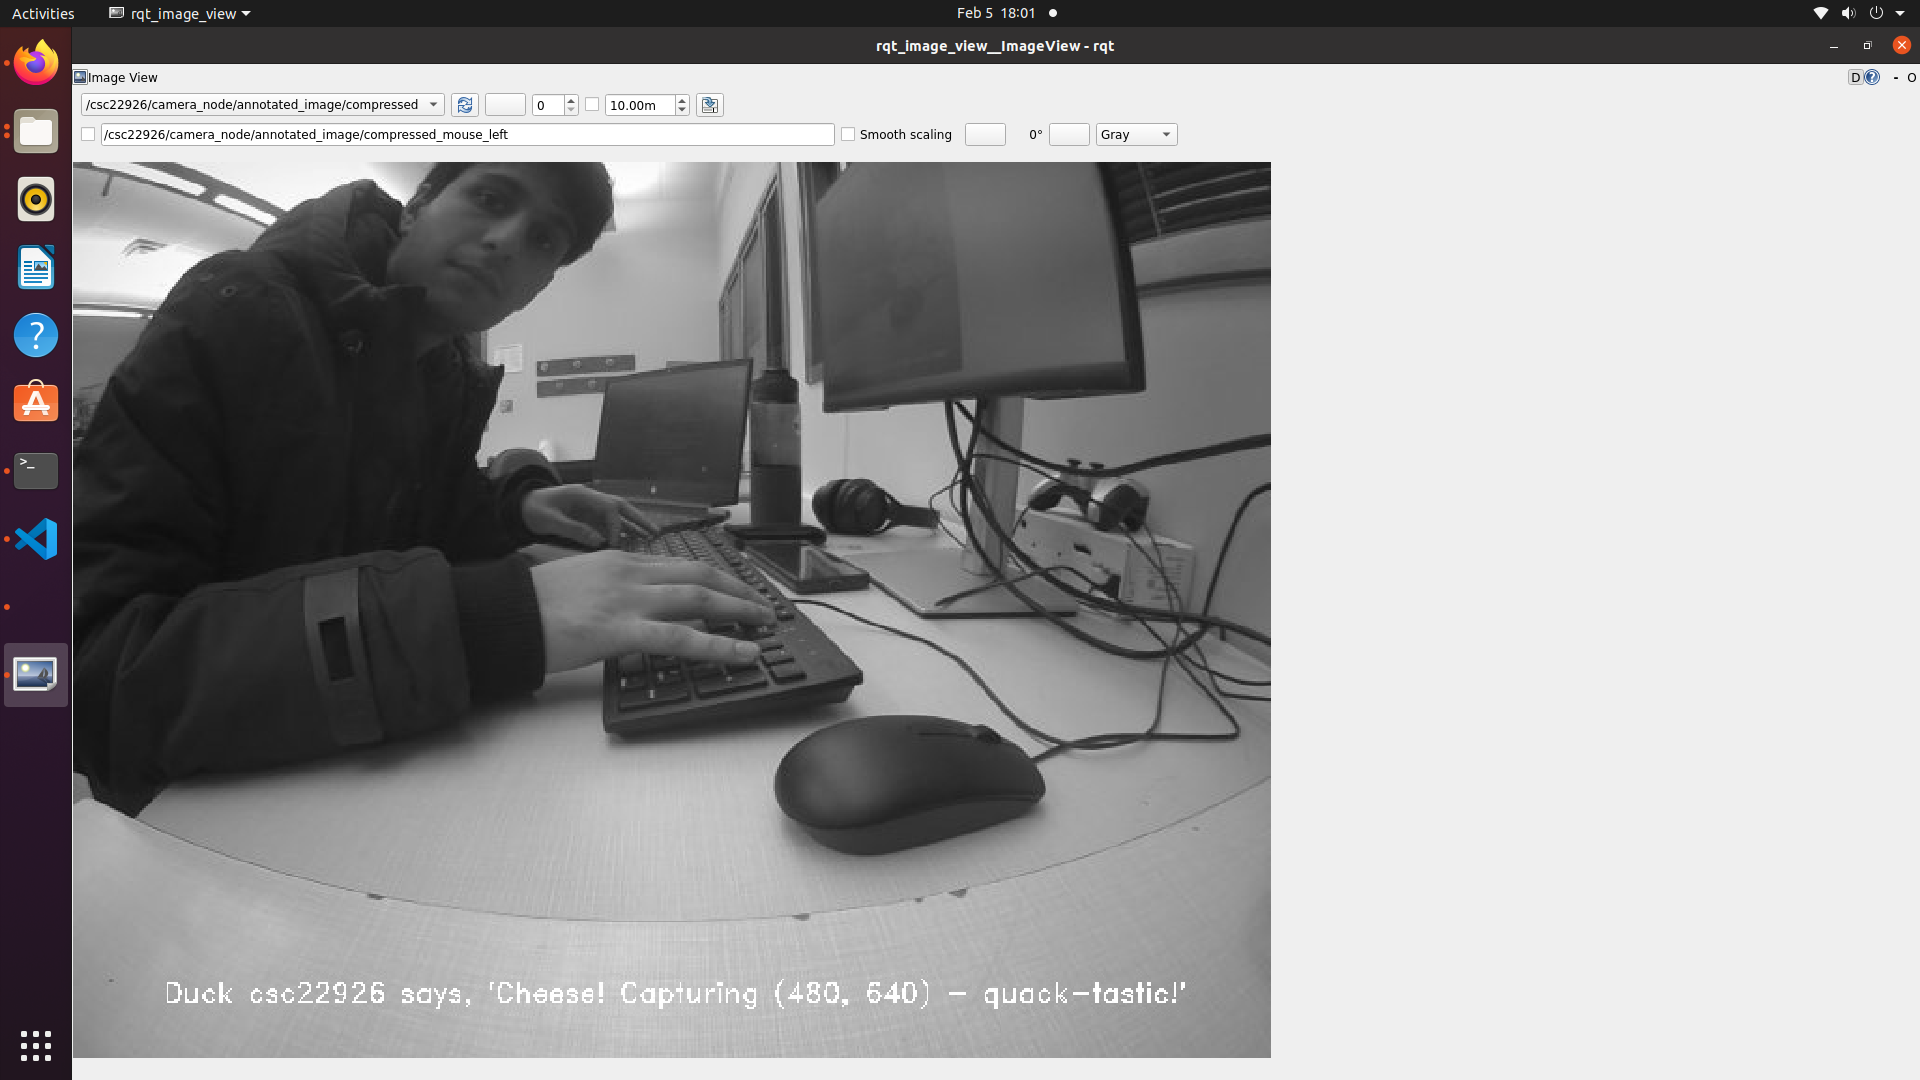 Activities
rqt_image_view
Feb 5 18:01
rqt_image_view__ImageView - rqt
Image View
D
- O
/csc22926/camera_node/annotated_image/compressed
0
10.00m
/csc22926/camera_node/annotated_image/compressed_mouse_left
Smooth scaling
0°
Gray
Duck csc22926 says, 'Cheese! Capturing (480, 640) - quack-tastic!'